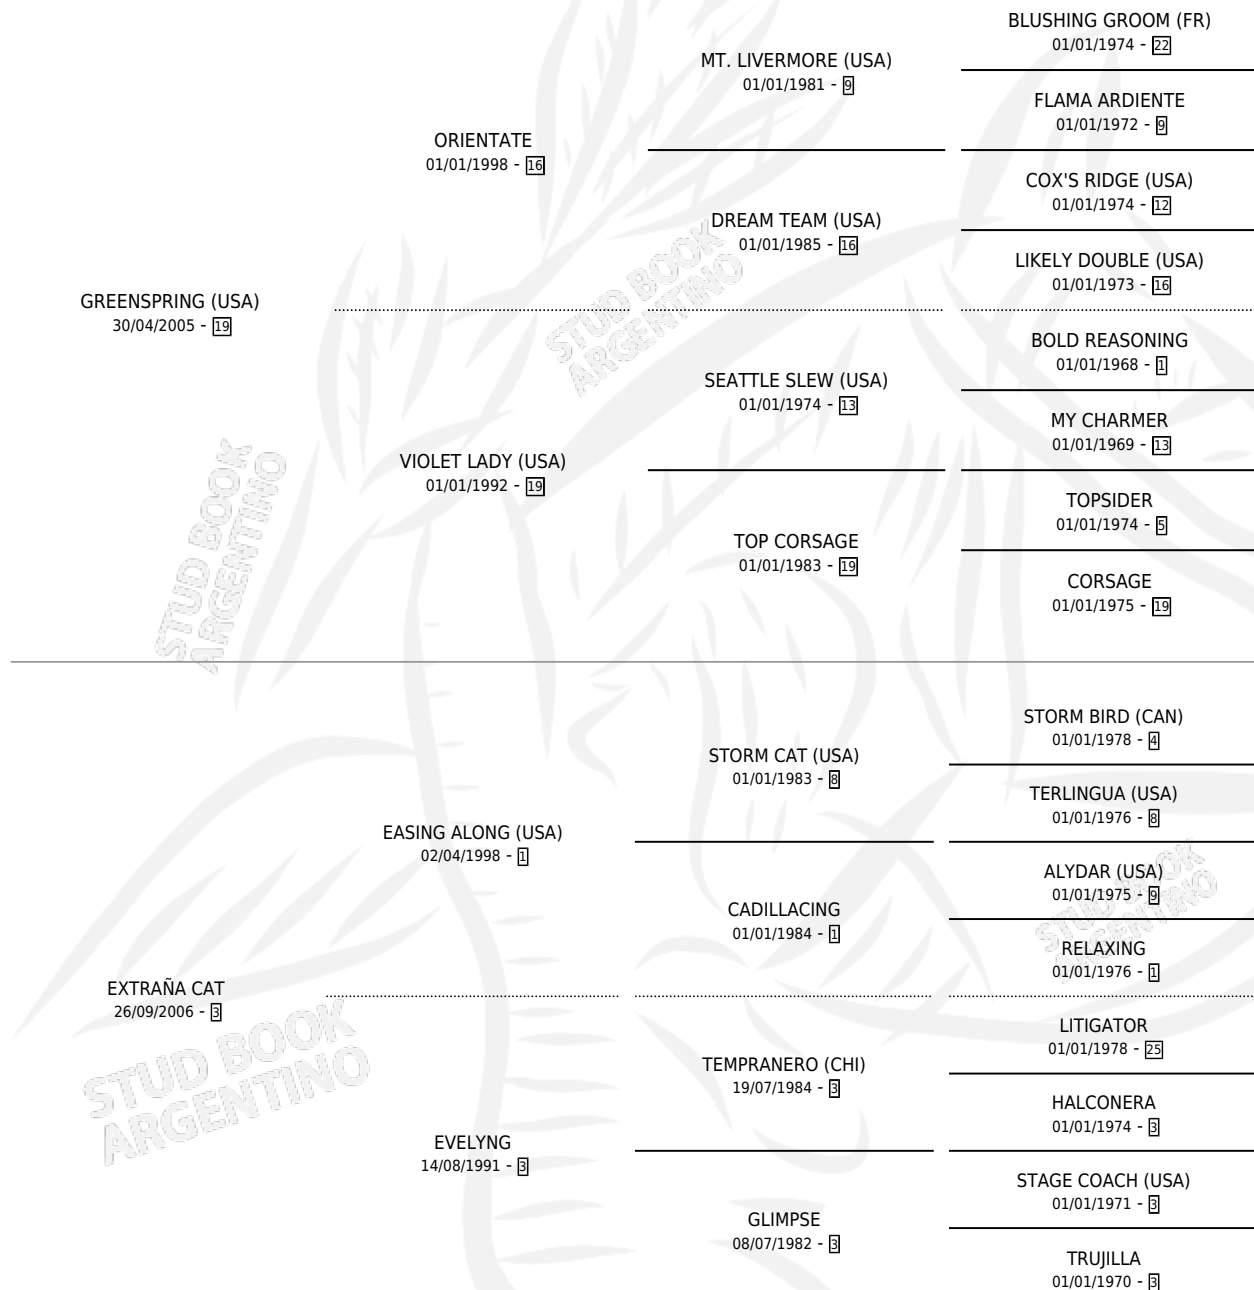 BLUSHING GROOM (FR)
01/01/1974 - 22
MT. LIVERMORE (USA)
01/01/1981 - 9
FLAMA ARDIENTE
01/01/1972 - 9
ORIENTATE
01/01/1998 - 16
COX'S RIDGE (USA)
01/01/1974 - 12
DREAM TEAM (USA)
01/01/1985 - 16
LIKELY DOUBLE (USA)
01/01/1973 - 16
GREENSPRING (USA)
30/04/2005 - 19
STUD BOOK
ARGENTINO
BOLD REASONING
01/01/1968 - 1
SEATTLE SLEW (USA)
01/01/1974 - 13
MY CHARMER
01/01/1969 - 13
VIOLET LADY (USA)
01/01/1992 - 19
TOPSIDER
01/01/1974 - 5
TOP CORSAGE
01/01/1983 - 19
CORSAGE
01/01/1975 - 19
STUD BOOK
ARGENTINO
STORM BIRD (CAN)
01/01/1978 - 4
STORM CAT (USA)
01/01/1983 - 8
TERLINGUA (USA)
01/01/1976 - 8
EASING ALONG (USA)
02/04/1998 - 1
ALYDAR (USA)
01/01/1975 - 9
CADILLACING
01/01/1984 - 1
STUD BOOK
ARGENTINO
RELAXING
01/01/1976 - 1
EXTRAÑA CAT
26/09/2006 - 3
LITIGATOR
01/01/1978 - 25
STUD BOOK
ARGENTINO
TEMPRANERO (CHI)
19/07/1984 - 3
HALCONERA
01/01/1974 - 3
EVELYNG
14/08/1991 - 3
STAGE COACH (USA)
01/01/1971 - 3
GLIMPSE
08/07/1982 - 3
TRUJILLA
01/01/1970 - 3